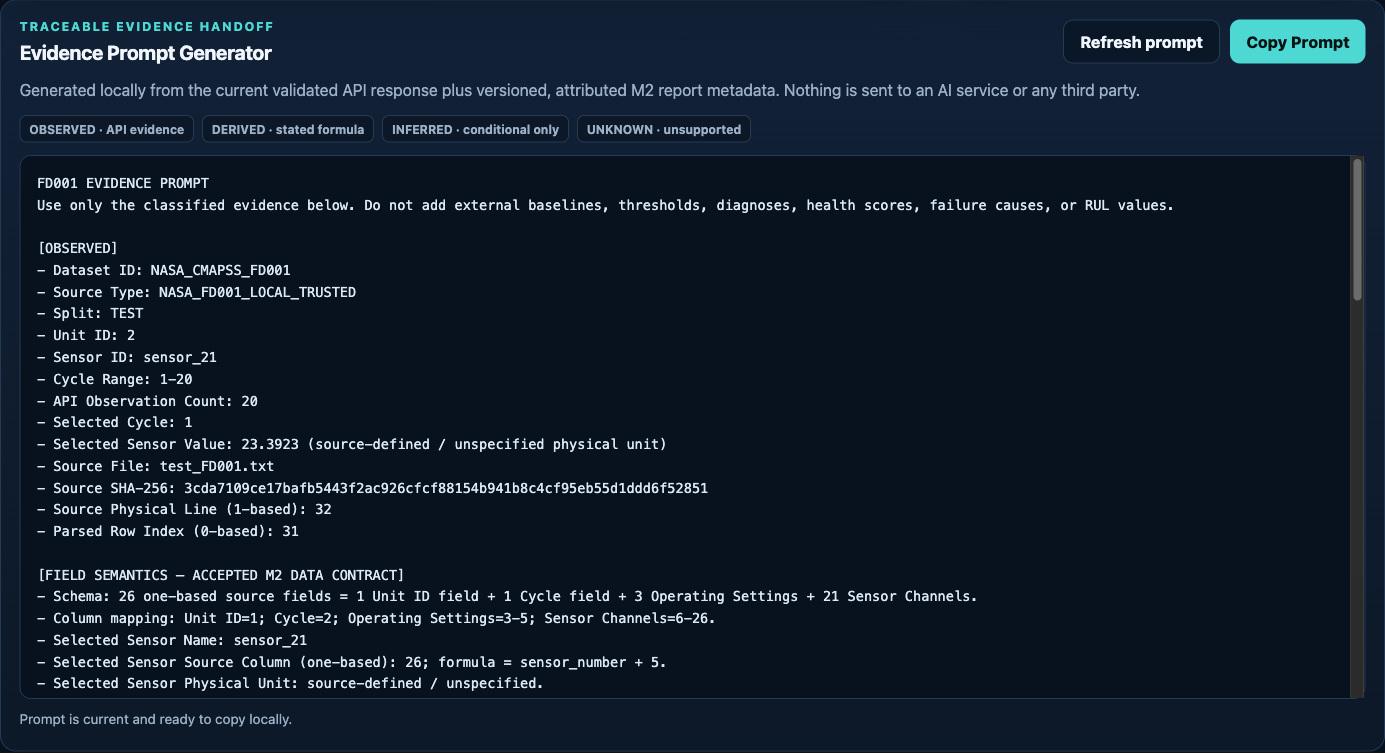 TRACEABLE EVIDENCE HANDOFF
Evidence Prompt Generator
Refresh prompt
Copy Prompt
Generated locally from the current validated API response plus versioned, attributed M2 report metadata. Nothing is sent to an AI service or any third party.
OBSERVED · API evidence
DERIVED · stated formula
INFERRED · conditional only
UNKNOWN · unsupported
FD001 EVIDENCE PROMPT
Use only the classified evidence below. Do not add external baselines, thresholds, diagnoses, health scores, failure causes, or RUL values.
[OBSERVED]
– Dataset ID: NASA_CMAPSS_FD001
– Source Type: NASA_FD001_LOCAL_TRUSTED
– Split: TEST
– Unit ID: 2
– Sensor ID: sensor_21
– Cycle Range: 1–20
– API Observation Count: 20
– Selected Cycle: 1
– Selected Sensor Value: 23.3923 (source-defined / unspecified physical unit)
– Source File: test_FD001.txt
– Source SHA-256: 3cda7109ce17bafb5443f2ac926cfcf88154b941b8c4cf95eb55d1ddd6f52851
– Source Physical Line (1-based): 32
– Parsed Row Index (0-based): 31
[FIELD SEMANTICS — ACCEPTED M2 DATA CONTRACT]
– Schema: 26 one-based source fields = 1 Unit ID field + 1 Cycle field + 3 Operating Settings + 21 Sensor Channels.
– Column mapping: Unit ID=1; Cycle=2; Operating Settings=3-5; Sensor Channels=6-26.
– Selected Sensor Name: sensor_21
– Selected Sensor Source Column (one-based): 26; formula = sensor_number + 5.
– Selected Sensor Physical Unit: source-defined / unspecified.
Prompt is current and ready to copy locally.